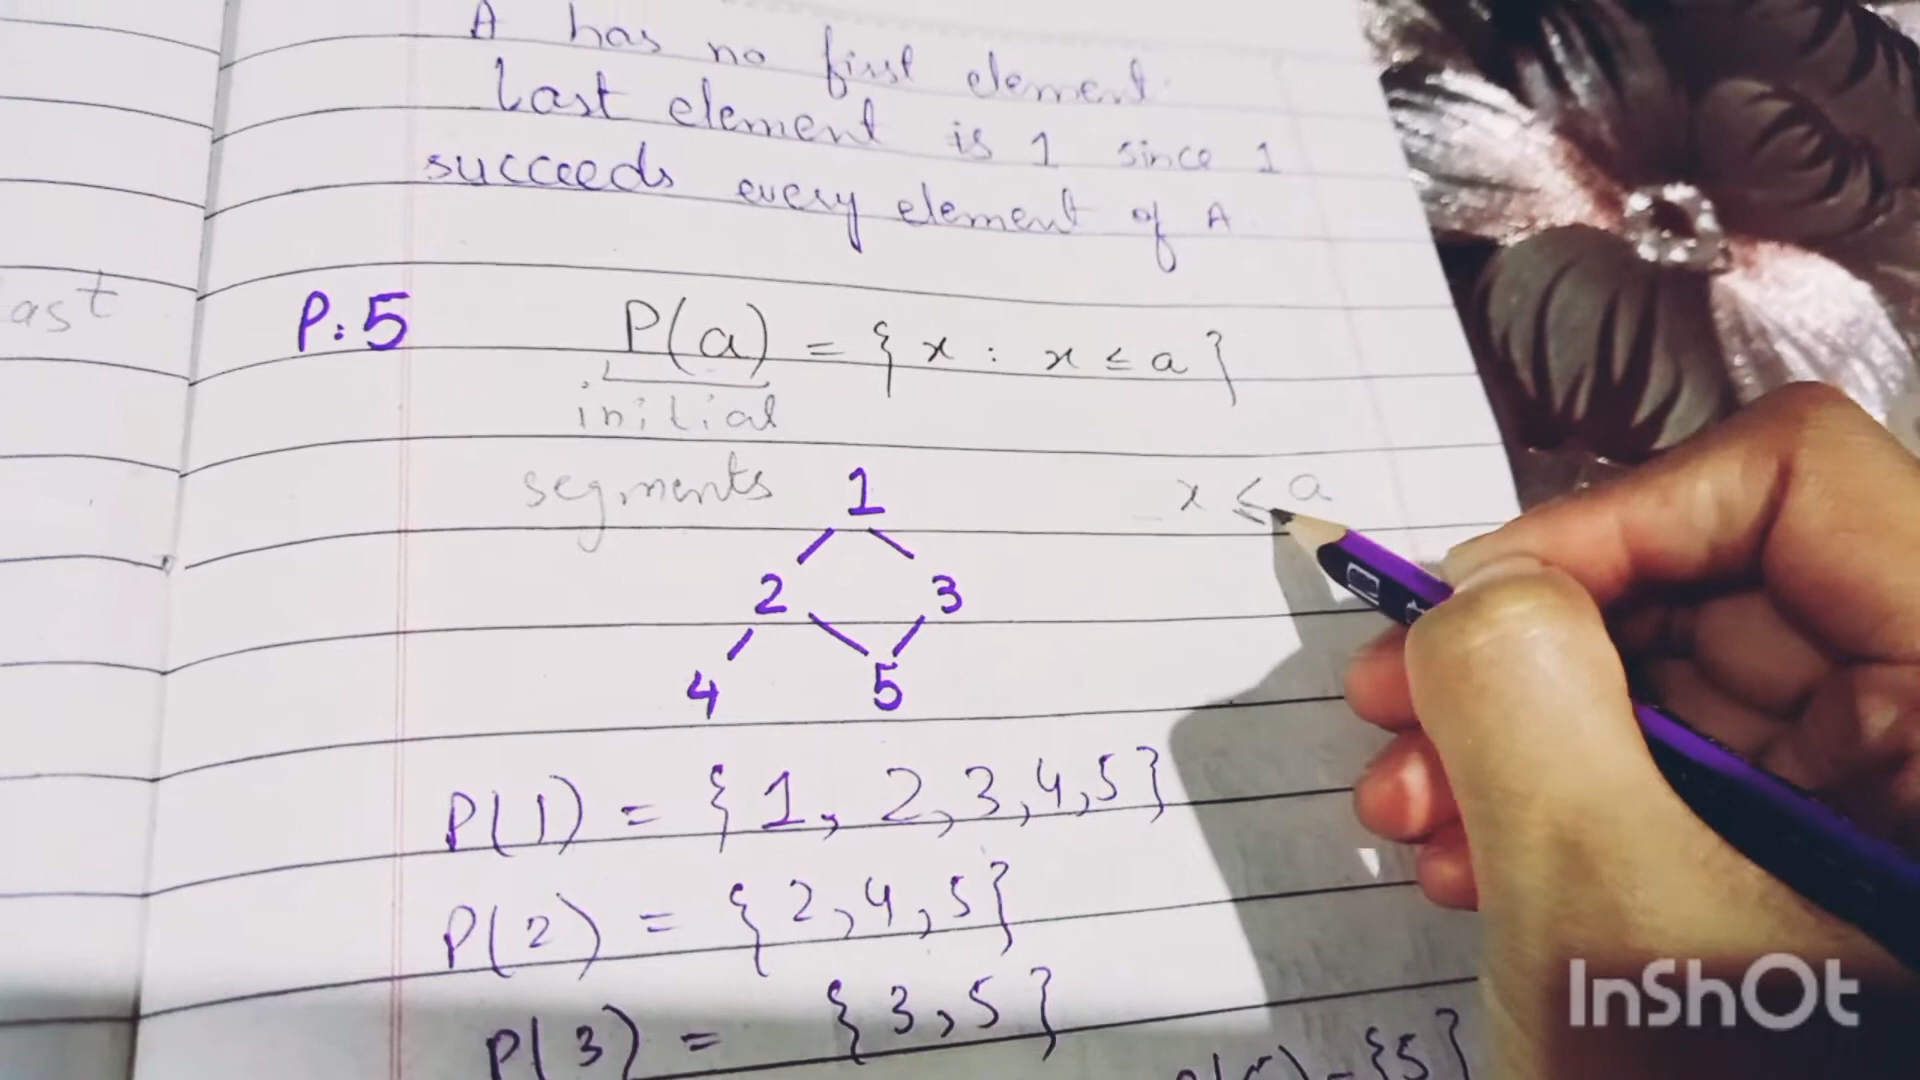 A has no first element.
Last element is 1 since 1
succeeds every element of A.
ast
P:5 P(a) = { x : x ≤ a }
initial
segments
x ≤ a
1
2 3
4 5
P(1) = { 1, 2, 3, 4, 5 }
P(2) = { 2, 4, 5 }
P(3) = { 3, 5 }
= {5}
InShOt